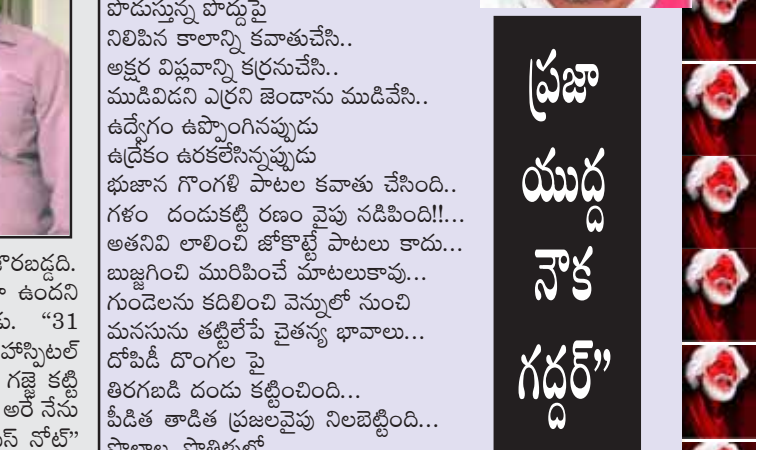 పొడుస్తున్న పొద్దుపై
నిలిపిన కాలాన్ని కవాతుచేసి..
అక్షర విప్లవాన్ని కర్రనుచేసి..
ముడివిడని ఎర్రని జెండాను ముడివేసి..
ఉద్వేగం ఉప్పొంగినప్పుడు
ఉద్రేకం ఉరకలేసిన్నప్పుడు
భుజాన గొంగళి పాటల కవాతు చేసింది..
గళం దండుకట్టి రణం వైపు నడిపింది!!...
అతనివి లాలించి జోకొట్టే పాటలు కాదు...
బుజ్జగించి మురిపించే మాటలుకావు...
గుండెలను కదిలించి వెన్నులో నుంచి
మనసును తట్టిలేపే చైతన్య భావాలు...
దోపిడీ దొంగల పై
తిరగబడి దండు కట్టించింది...
పీడిత తాడిత ప్రజలవైపు నిలబెట్టింది...
ప్రజా
యుద్ధ
నౌక
గద్దర్”
ఉందని
“31
హాస్పిటల్
గజ్జె కట్టి
అరే నేను
నోట్”